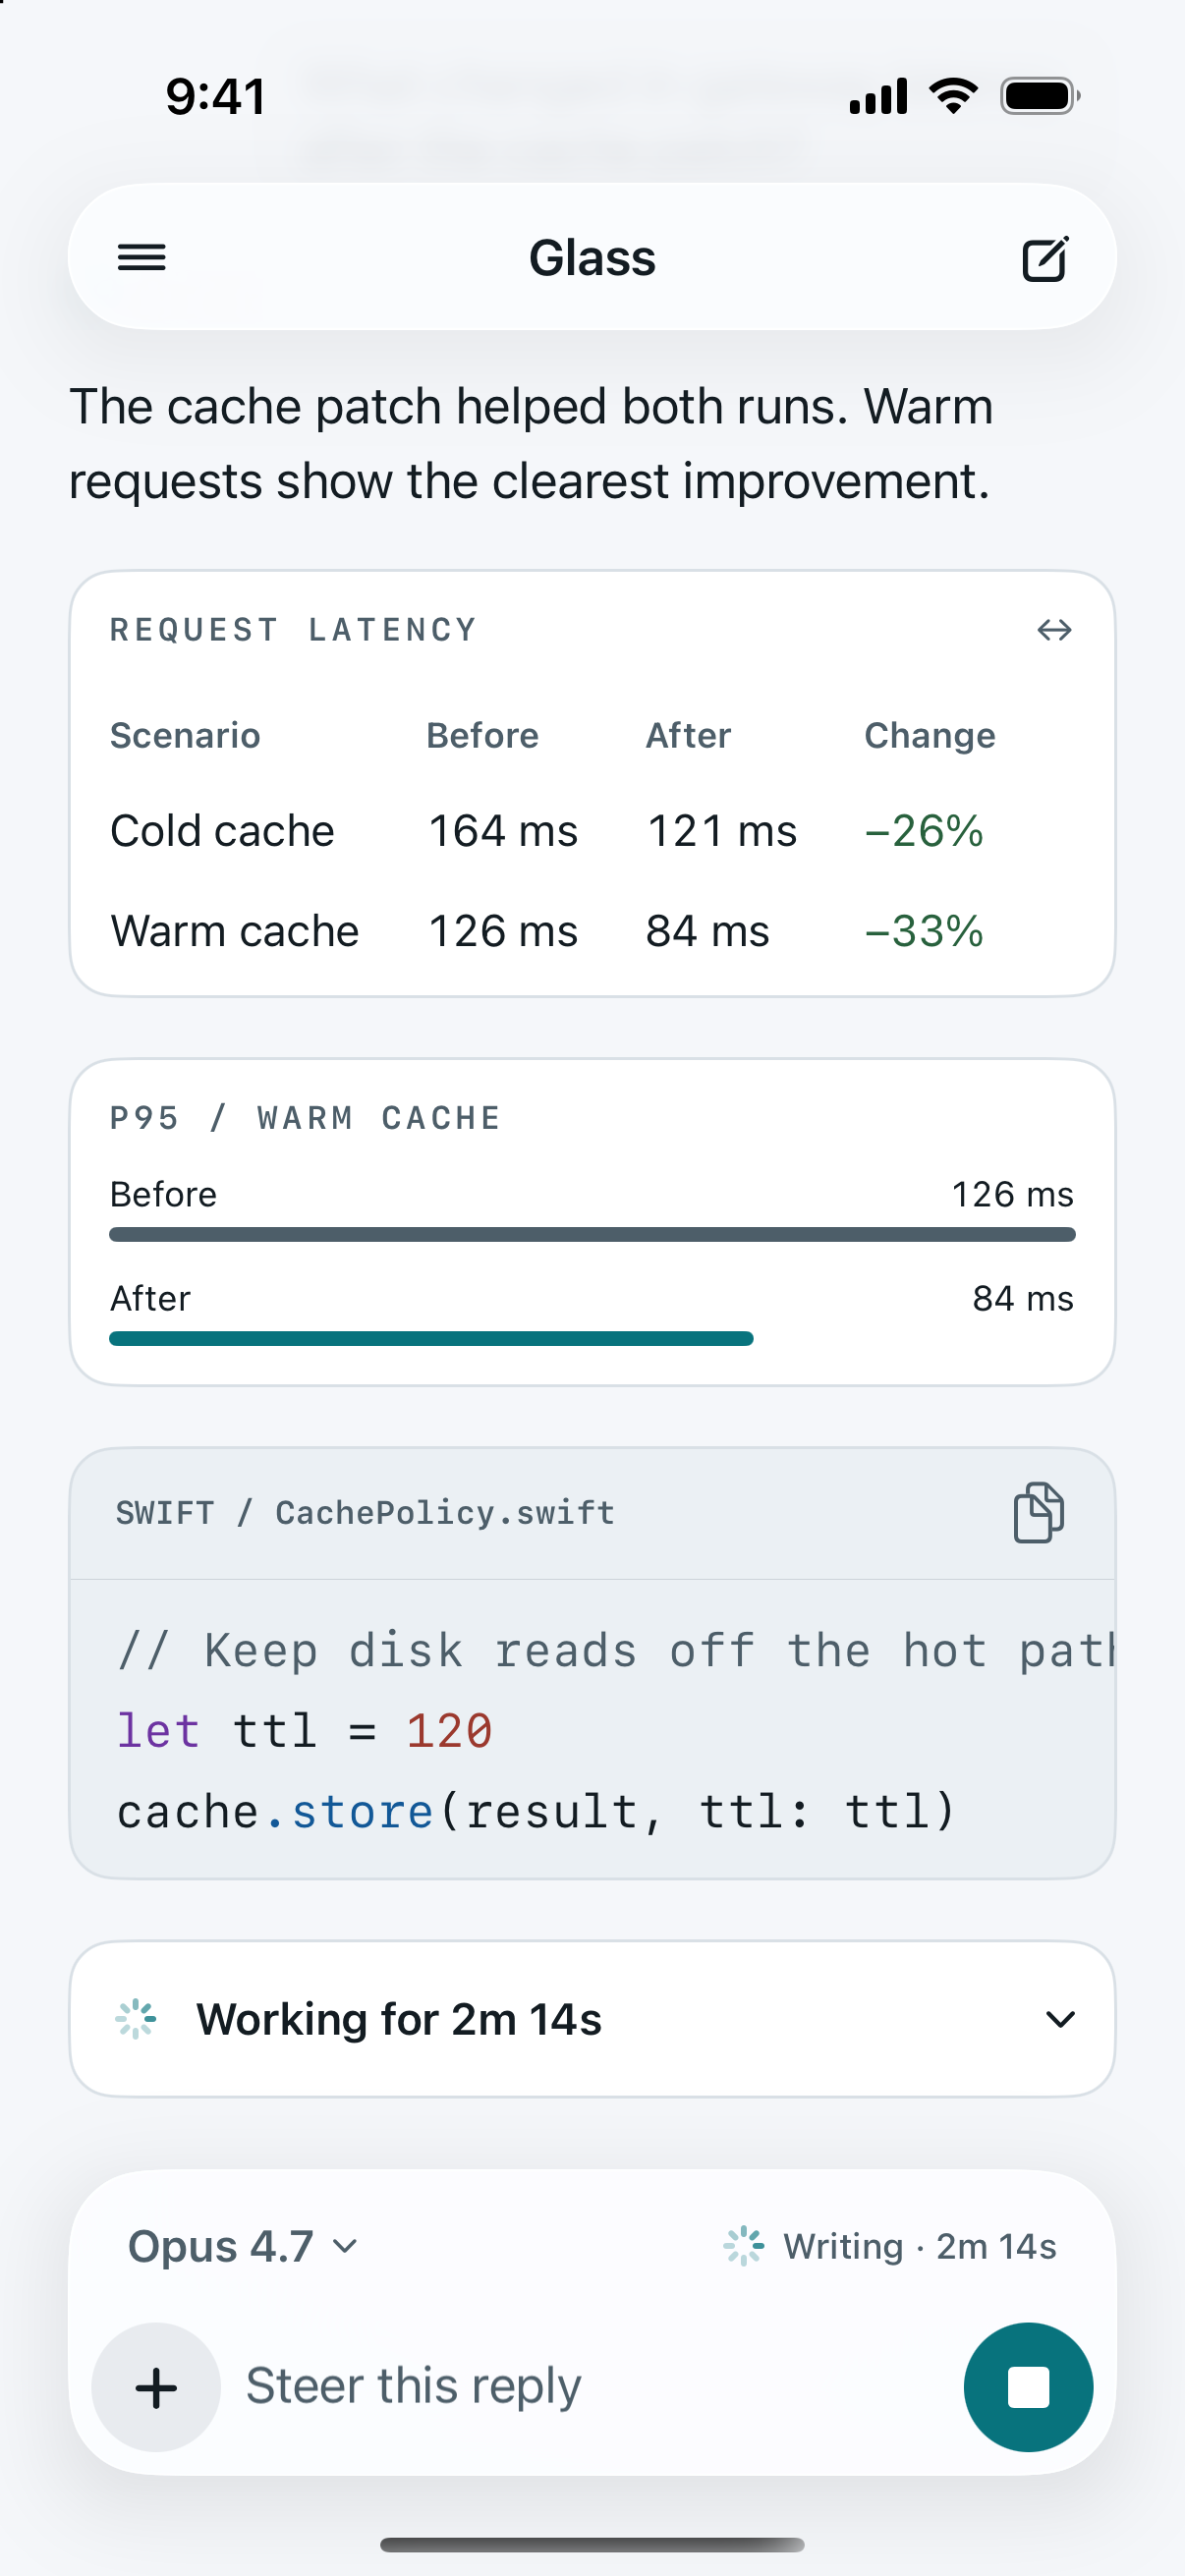 9:41
Glass
The cache patch helped both runs. Warm
requests show the clearest improvement.
REQUEST LATENCY
Scenario Before After Change
Cold cache 164 ms 121 ms –26%
Warm cache 126 ms 84 ms –33%
P95 / WARM CACHE
Before 126 ms
After 84 ms
SWIFT / CachePolicy.swift
// Keep disk reads off the hot path
let ttl = 120
cache.store(result, ttl: ttl)
Working for 2m 14s
Opus 4.7 Writing · 2m 14s
Steer this reply